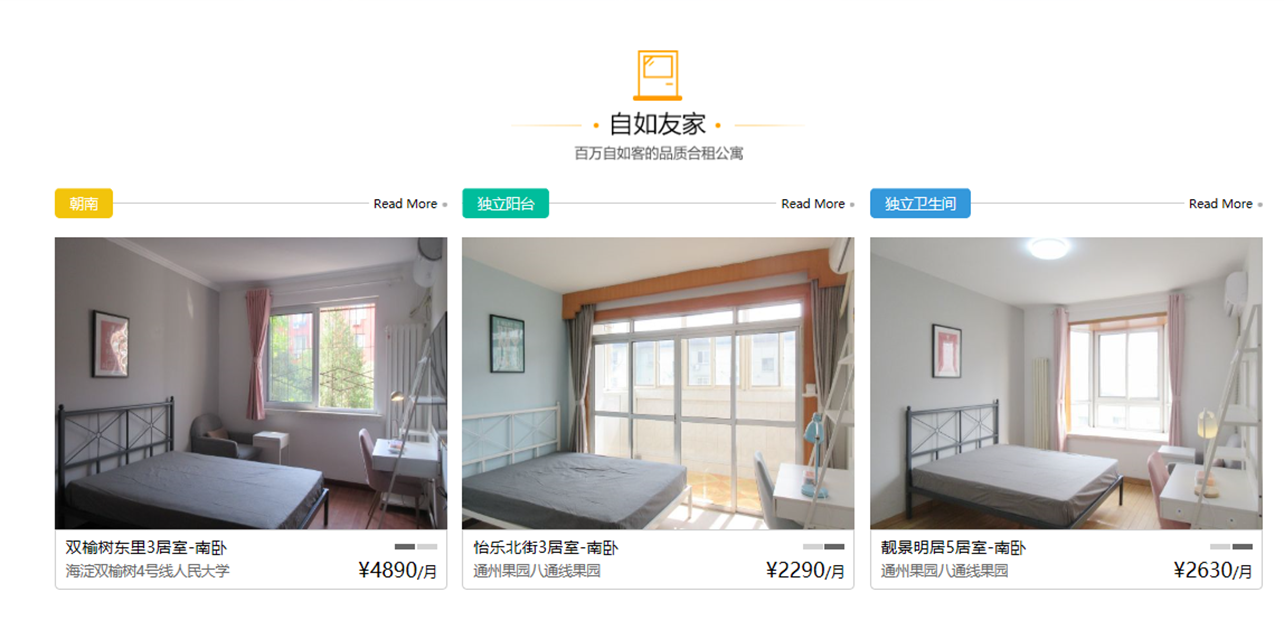 自如友家
百万自如客的品质合租公寓
朝南
Read More
独立阳台
Read More
独立卫生间
Read More
双榆树东里3居室-南卧
海淀双榆树4号线人民大学
¥4890/月
怡乐北街3居室-南卧
通州果园八通线果园
¥2290/月
靓景明居5居室-南卧
通州果园八通线果园
¥2630/月